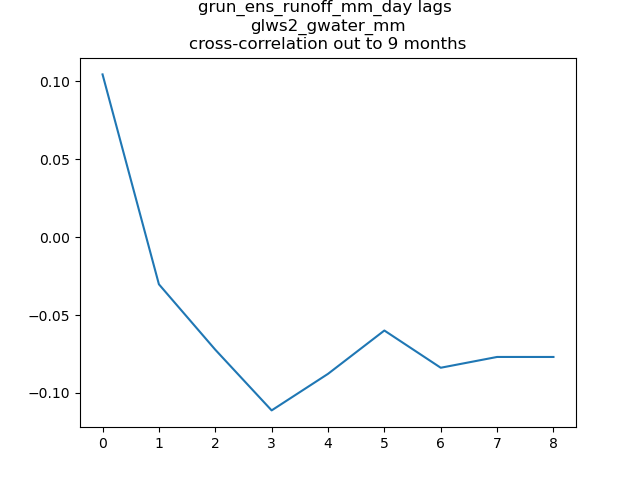 grun_ens_runoff_mm_day lags
glws2_gwater_mm
cross-correlation out to 9 months
0.10
0.05
0.00
−0.05
−0.10
0 1 2 3 4 5 6 7 8